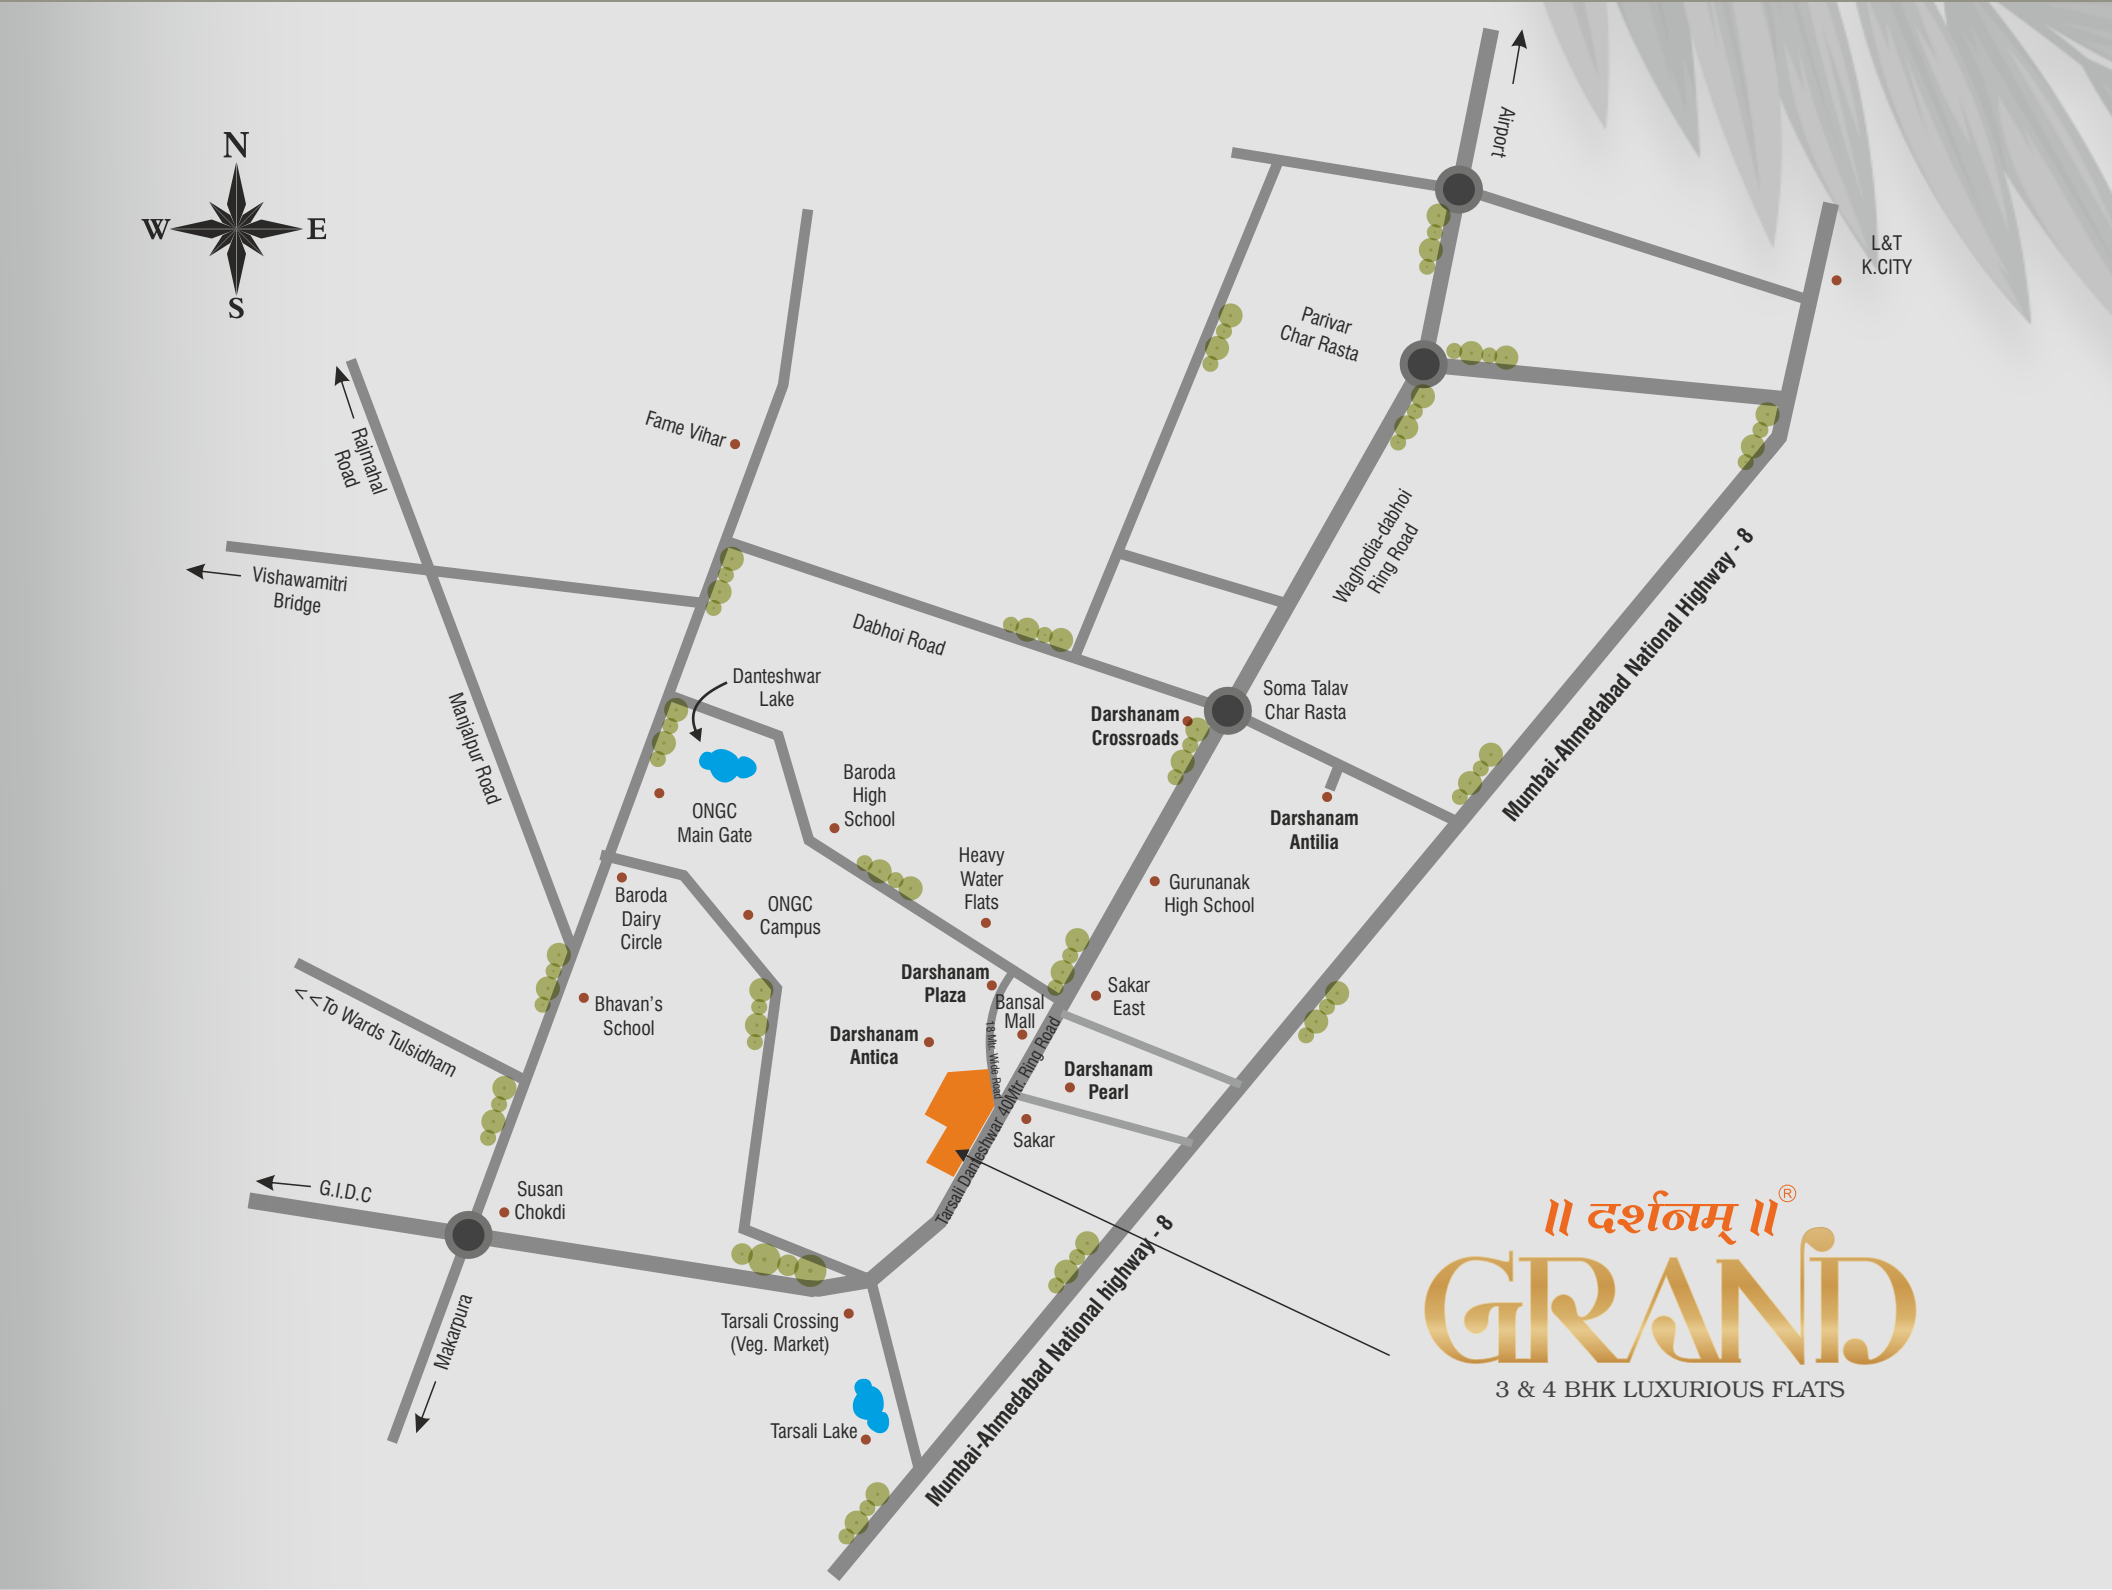 N
W
E
S
Airport
L&T
K.CITY
Parivar
Char Rasta
Rajmahal
Road
Fame Vihar
Waghodia-dabhoi
Ring Road
Vishawamitri
Bridge
Dabhoi Road
Mumbai-Ahmedabad National Highway - 8
Manjalpur Road
Danteshwar
Lake
Soma Talav
Char Rasta
Darshanam
Crossroads
ONGC
Main Gate
Baroda
High
School
Darshanam
Antilia
Heavy
Water
Flats
Gurunanak
High School
Baroda
Dairy
Circle
ONGC
Campus
Darshanam
Plaza
Bansal
Mall
Sakar
East
Bhavan's
School
<<To Wards Tulsidham
Darshanam
Antica
18 Mtr. Wide Road
Tarsali Danteshwar 40Mtr. Ring Road
Darshanam
Pearl
Sakar
G.I.D.C
Susan
Chokdi
Makarpura
Tarsali Crossing
(Veg. Market)
Tarsali Lake
Mumbai-Ahmedabad National highway - 8
॥ दर्शनम् ॥®
GRAND
3 & 4 BHK LUXURIOUS FLATS